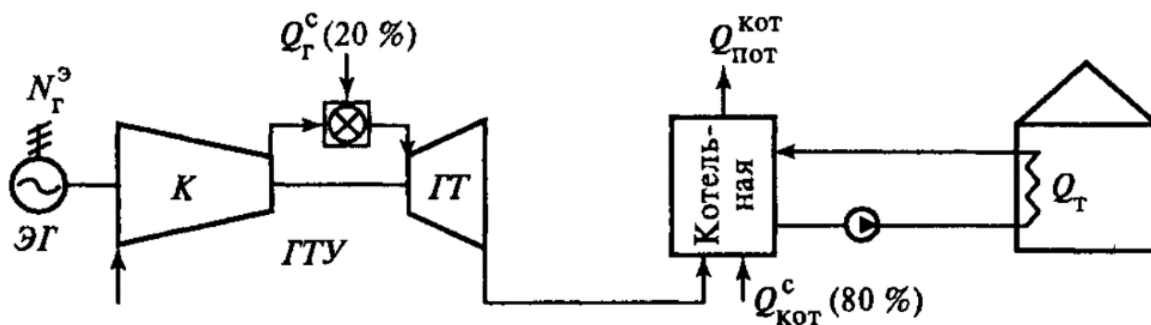 Q_г^с (20 %)
Q_пот^кот
N_г^э
К
ГТ
Котель-
ная
Q_т
ЭГ
ГТУ
Q_кот^с (80 %)